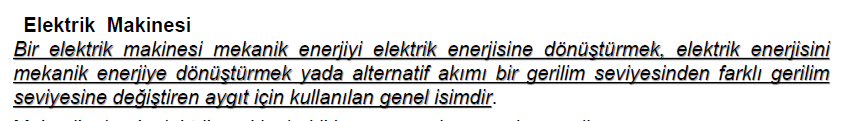 Elektrik Makinesi
Bir elektrik makinesi mekanik enerjiyi elektrik enerjisine dönüştürmek, elektrik enerjisini
mekanik enerjiye dönüştürmek yada alternatif akımı bir gerilim seviyesinden farklı gerilim
seviyesine değiştiren aygıt için kullanılan genel isimdir.